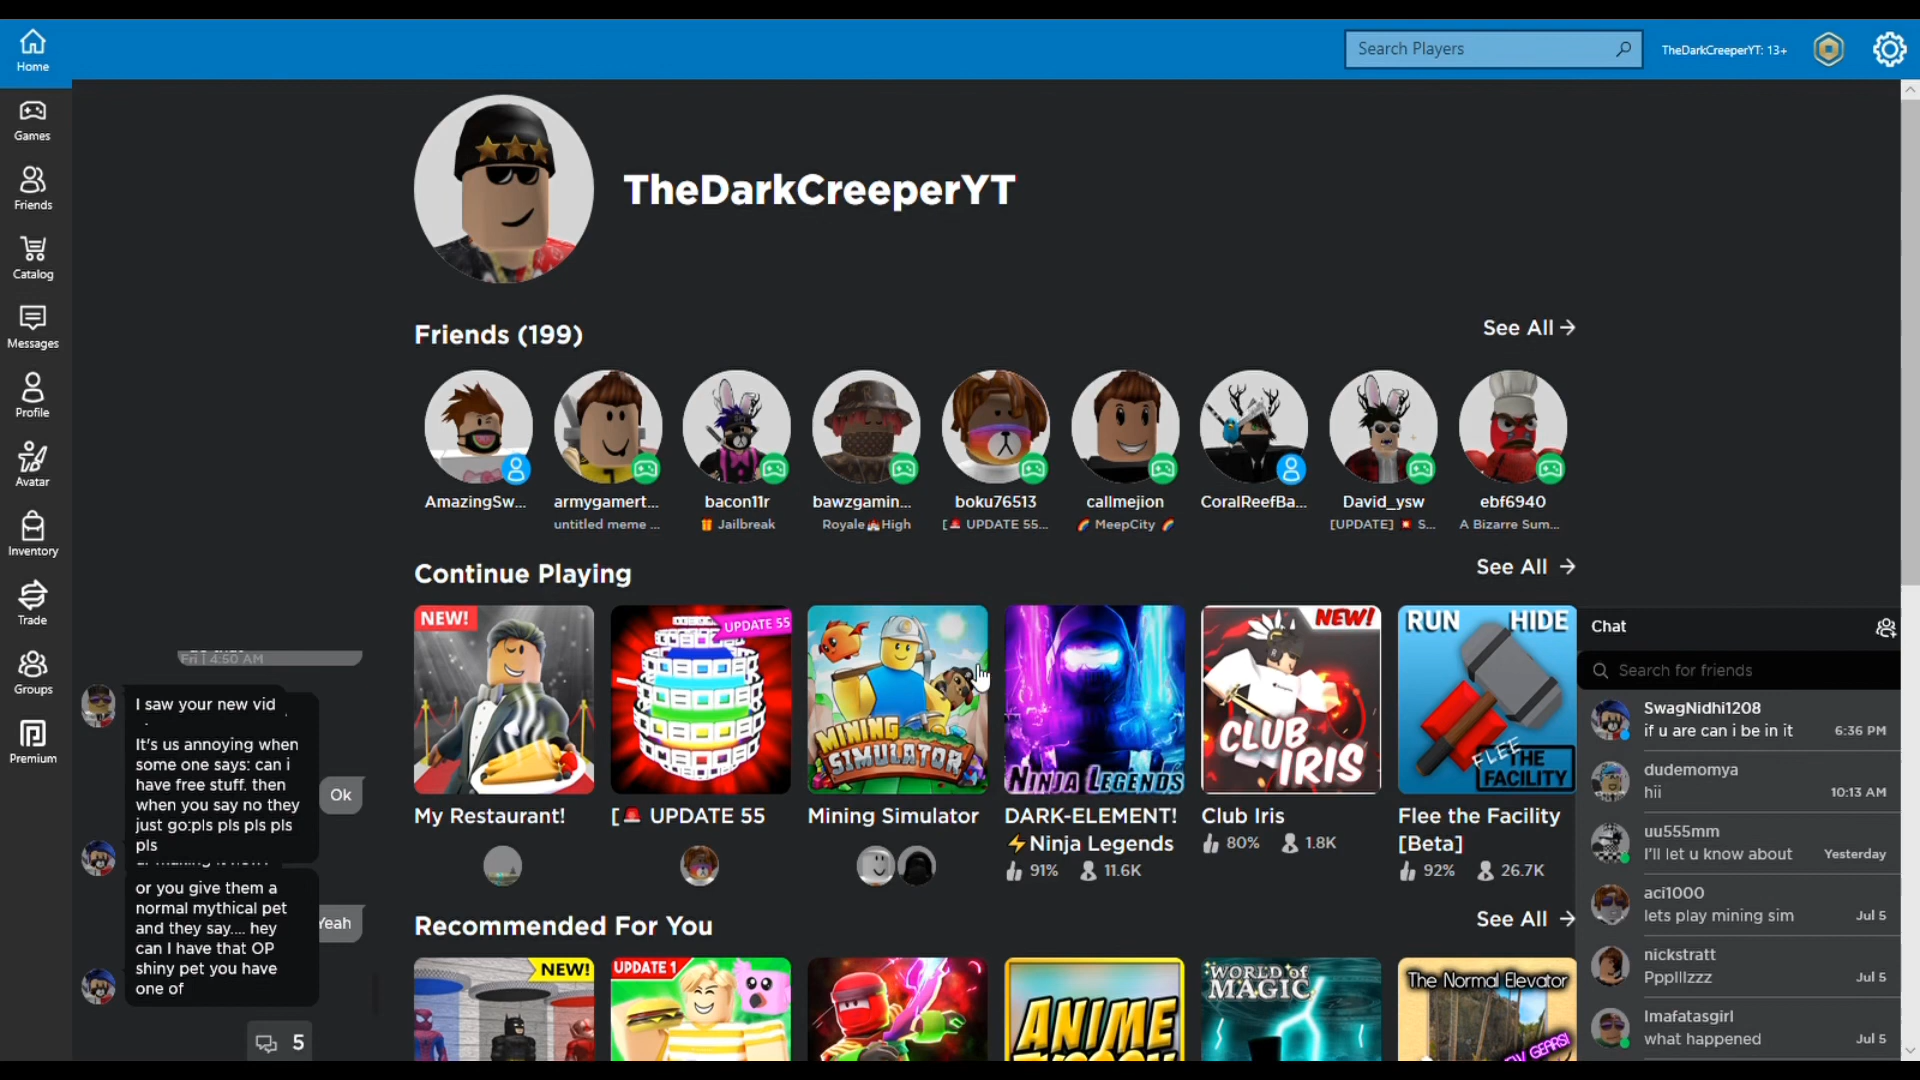 Home
Search Players
TheDarkCreeperYT: 13+
Games
Friends
Catalog
Messages
Profile
Avatar
Inventory
Trade
Groups
Premium
TheDarkCreeperYT
Friends (199)
See All
AmazingSw...
armygamert...
untitled meme ...
bacon11r
Jailbreak
bawzgamin...
Royale High
boku76513
[ UPDATE 55...
callmejion
MeepCity
CoralReefBa...
David_ysw
[UPDATE] S...
ebf6940
A Bizarre Sum...
Continue Playing
See All
NEW!
UPDATE 55
MINING
SIMULATOR
NINJA LEGENDS
NEW!
CLUB
IRIS
RUN HIDE
FLEE THE
FACILITY
My Restaurant!
[ UPDATE 55
Mining Simulator
DARK-ELEMENT!
Ninja Legends
91% 11.6K
Club Iris
80% 1.8K
Flee the Facility
[Beta]
92% 26.7K
Recommended For You
See All
NEW!
UPDATE 1
ANIME
WORLD of
MAGIC
The Normal Elevator
GEARS!
Fri | 4:50 AM
I saw your new vid
It's us annoying when
some one says: can i
have free stuff. then
when you say no they
just go:pls pls pls pls
pls
Ok
or you give them a
normal mythical pet
and they say.... hey
can I have that OP
shiny pet you have
one of
Yeah
5
Chat
Search for friends
SwagNidhi1208
if u are can i be in it 6:36 PM
dudemomya
hii 10:13 AM
uu555mm
I'll let u know about Yesterday
aci1000
lets play mining sim Jul 5
nickstratt
Ppplllzzz Jul 5
Imafatasgirl
what happened Jul 5